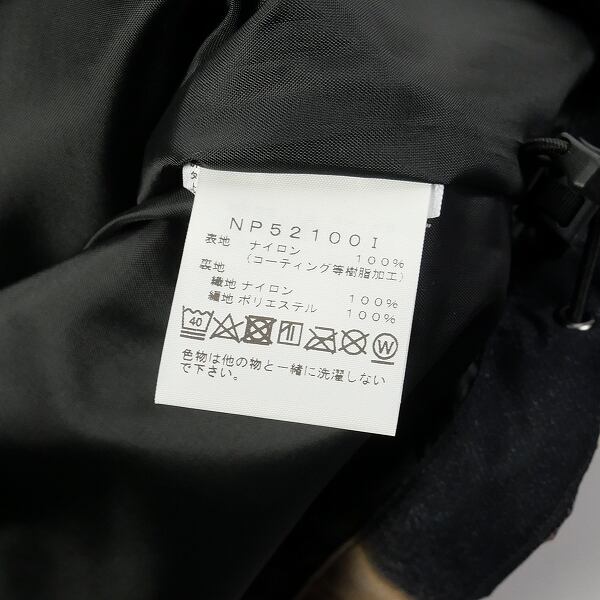 NP52100I
表地 ナイロン 100%
(コーティング等樹脂加工)
裏地
織地 ナイロン 100%
編地 ポリエステル 100%
40 W
色物は他の物と一緒に洗濯しない
で下さい。